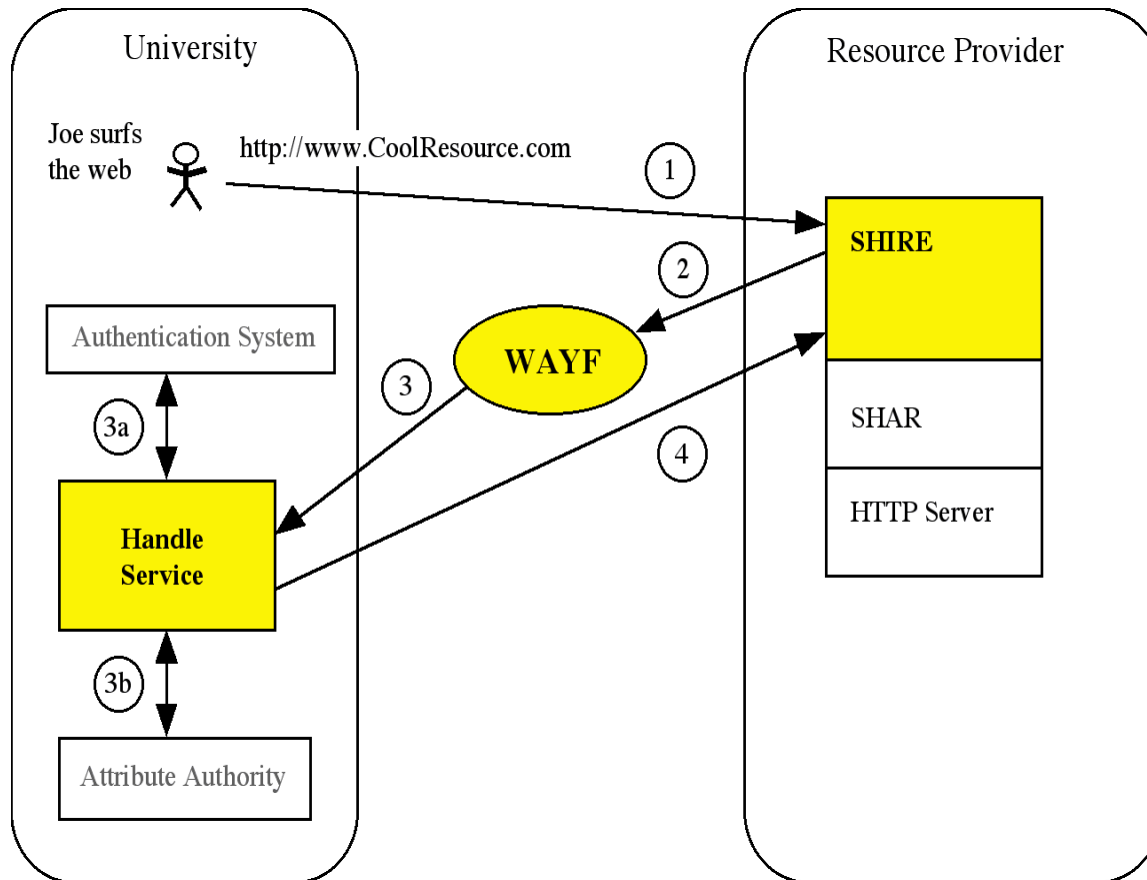 University
Resource Provider
Joe surfs
the web
http://www.CoolResource.com
1
SHIRE
2
Authentication System
WAYF
3
3a
SHAR
4
HTTP Server
Handle
Service
3b
Attribute Authority